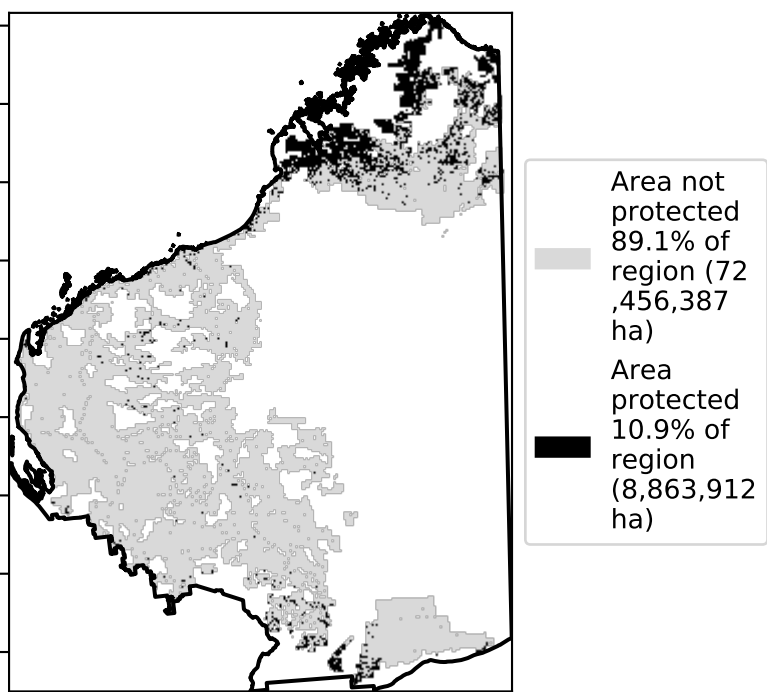 Area not
protected
89.1% of
region (72
,456,387
ha)
Area
protected
10.9% of
region
(8,863,912
ha)